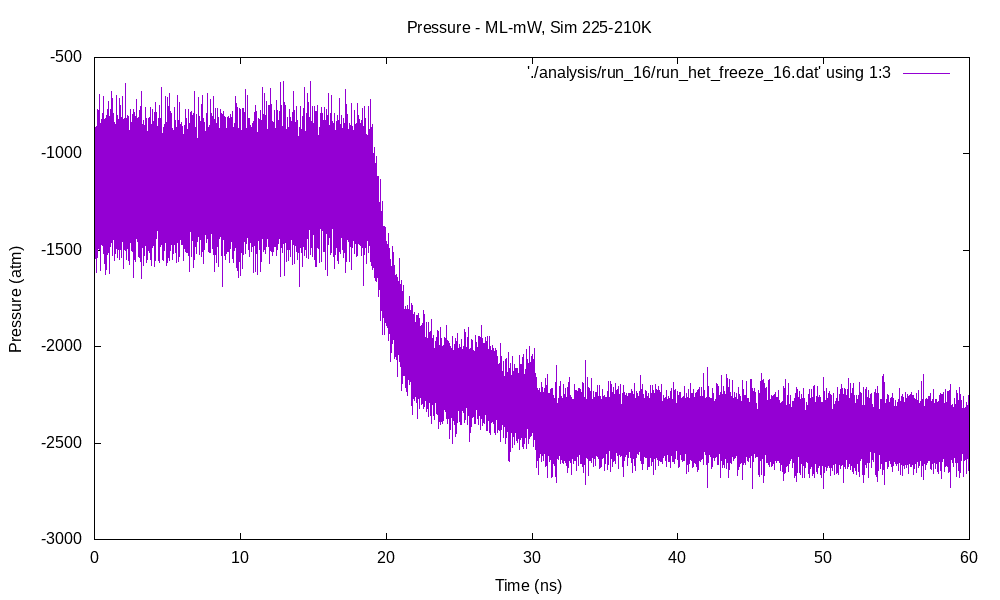 Pressure - ML-mW, Sim 225-210K
'./analysis/run_16/run_het_freeze_16.dat' using 1:3
-500
-1000
-1500
-2000
-2500
-3000
Pressure (atm)
0 10 20 30 40 50 60
Time (ns)